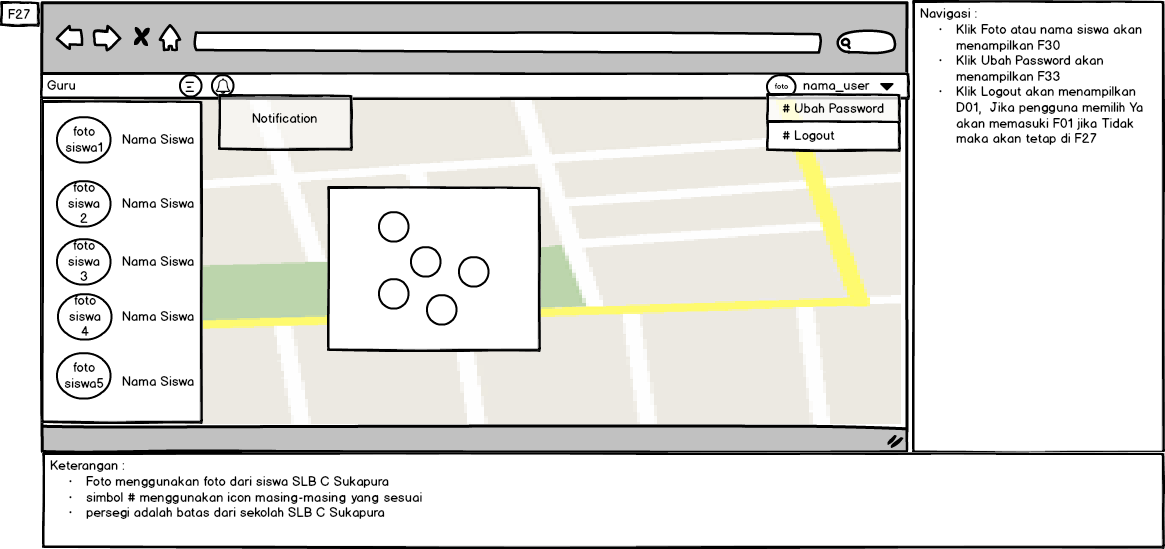 F27
Guru
foto
nama_user
Notification
# Ubah Password
# Logout
foto
siswa1
Nama Siswa
foto
siswa
2
Nama Siswa
foto
siswa
3
Nama Siswa
foto
siswa
4
Nama Siswa
foto
siswa5
Nama Siswa
Navigasi :
· Klik Foto atau nama siswa akan
menampilkan F30
· Klik Ubah Password akan
menampilkan F33
· Klik Logout akan menampilkan
D01, Jika pengguna memilih Ya
akan memasuki F01 jika Tidak
maka akan tetap di F27
Keterangan :
· Foto menggunakan foto dari siswa SLB C Sukapura
· simbol # menggunakan icon masing-masing yang sesuai
· persegi adalah batas dari sekolah SLB C Sukapura